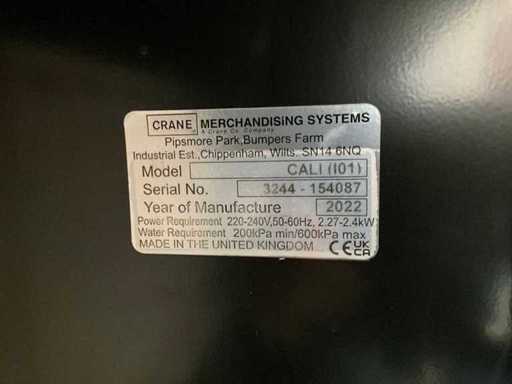 CRANE MERCHANDISING SYSTEMS
A Crane Co. Company
Pipsmore Park,Bumpers Farm
Industrial Est.,Chippenham, Wilts. SN14 6NQ
Model CALI (I01)
Serial No. 3244 - 154087
Year of Manufacture 2022
Power Requirement 220-240V,50-60Hz, 2.27-2.4kW
Water Requirement 200kPa min/600kPa max
MADE IN THE UNITED KINGDOM CE UK CA